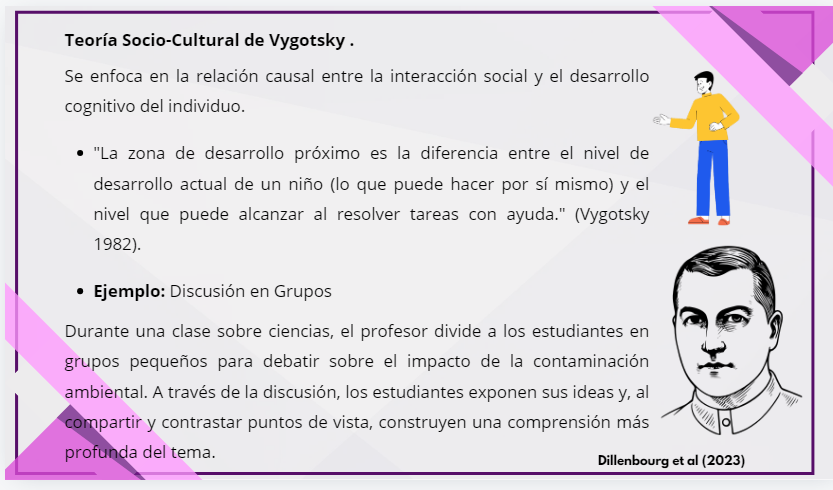 Teoría Socio-Cultural de Vygotsky .
Se enfoca en la relación causal entre la interacción social y el desarrollo
cognitivo del individuo.
• "La zona de desarrollo próximo es la diferencia entre el nivel de
desarrollo actual de un niño (lo que puede hacer por sí mismo) y el
nivel que puede alcanzar al resolver tareas con ayuda." (Vygotsky
1982).
• Ejemplo: Discusión en Grupos
Durante una clase sobre ciencias, el profesor divide a los estudiantes en
grupos pequeños para debatir sobre el impacto de la contaminación
ambiental. A través de la discusión, los estudiantes exponen sus ideas y, al
compartir y contrastar puntos de vista, construyen una comprensión más
profunda del tema.
Dillenbourg et al (2023)